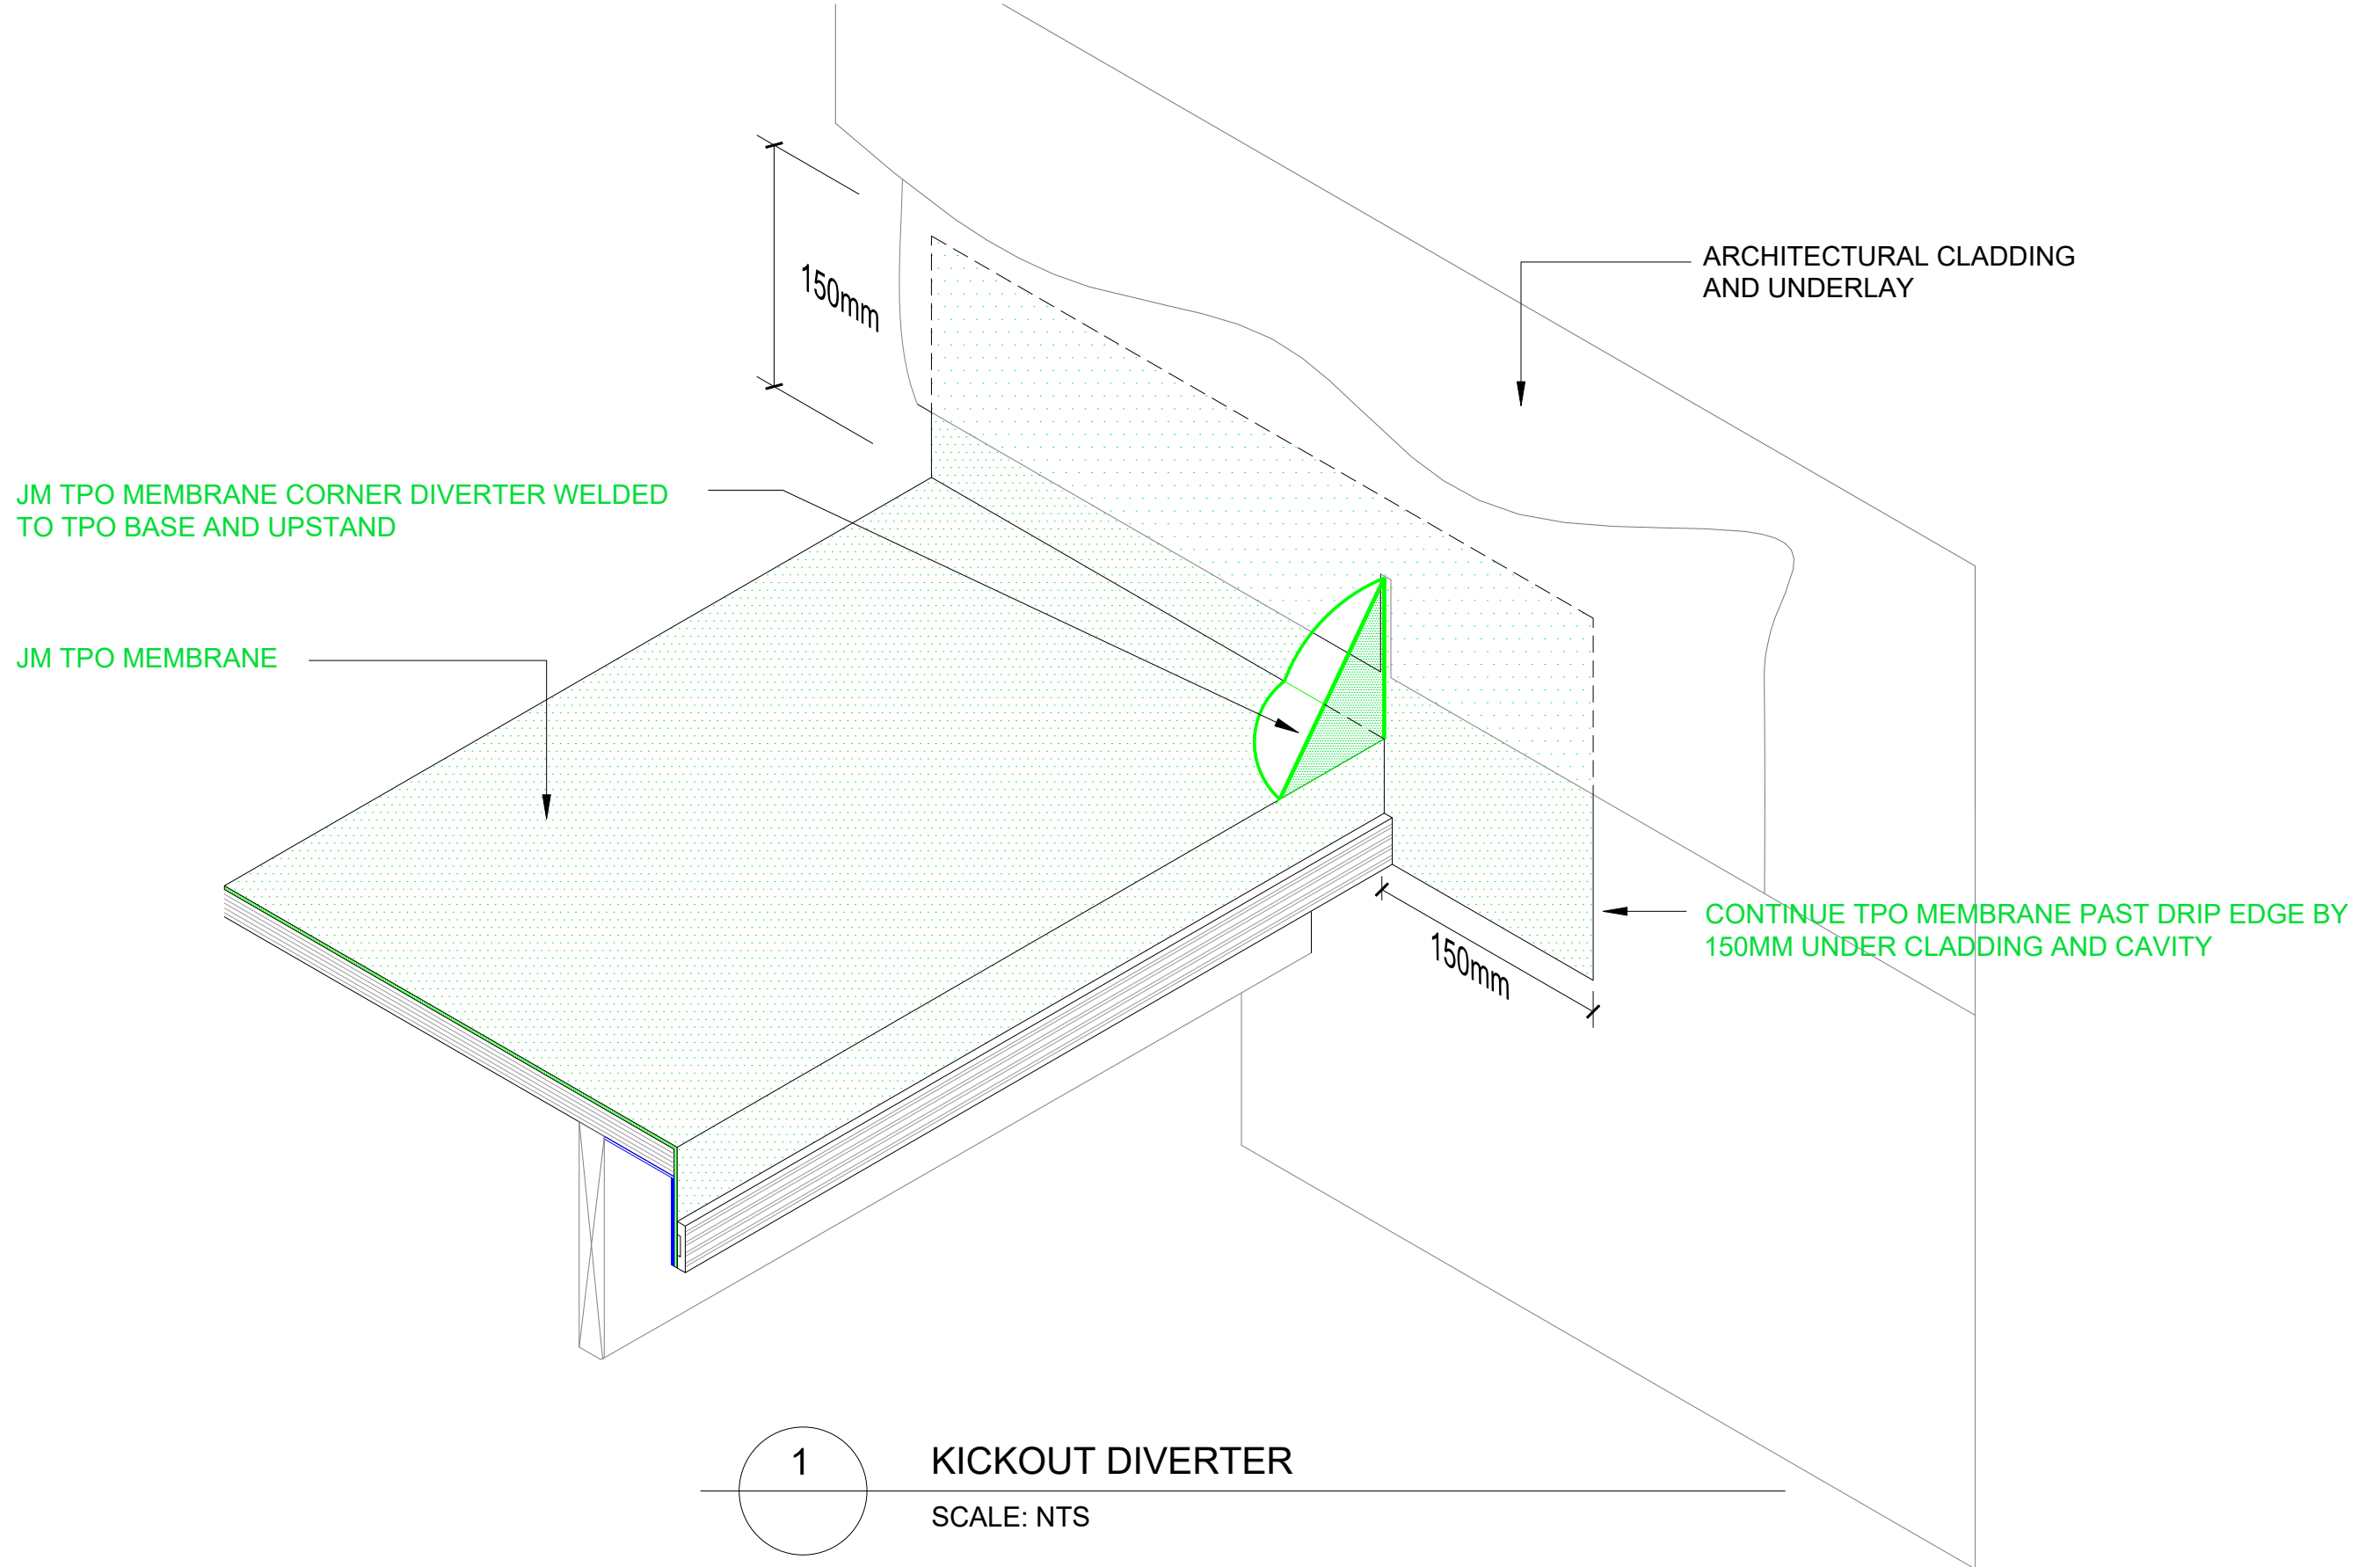 150mm
ARCHITECTURAL CLADDING
AND UNDERLAY
JM TPO MEMBRANE CORNER DIVERTER WELDED
TO TPO BASE AND UPSTAND
JM TPO MEMBRANE
CONTINUE TPO MEMBRANE PAST DRIP EDGE BY
150MM UNDER CLADDING AND CAVITY
150mm
1
KICKOUT DIVERTER
SCALE: NTS